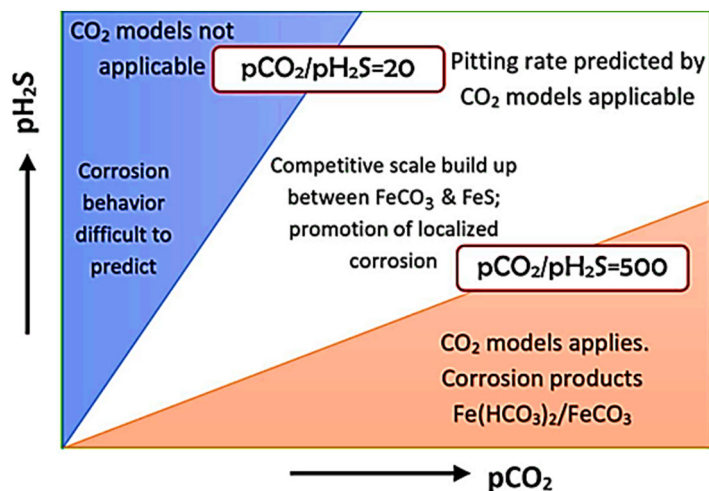 CO₂ models not
applicable
pCO₂/pH₂S=20
Pitting rate predicted by
CO₂ models applicable
pH₂S
Corrosion
behavior
difficult to
predict
Competitive scale build up
between FeCO₃ & FeS;
promotion of localized
corrosion
pCO₂/pH₂S=500
CO₂ models applies.
Corrosion products
Fe(HCO₃)₂/FeCO₃
pCO₂